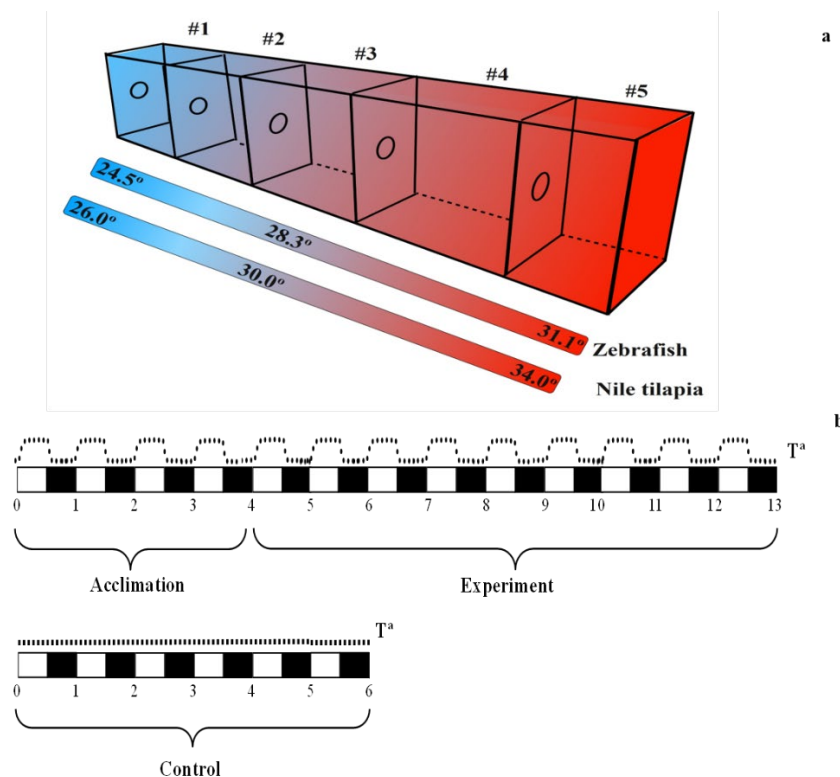 a
#1 #2 #3 #4 #5
24.5º 28.3º 31.1º Zebrafish
26.0º 30.0º 34.0º Nile tilapia
b
Tª
0 1 2 3 4 5 6 7 8 9 10 11 12 13
Acclimation Experiment
Tª
0 1 2 3 4 5 6
Control